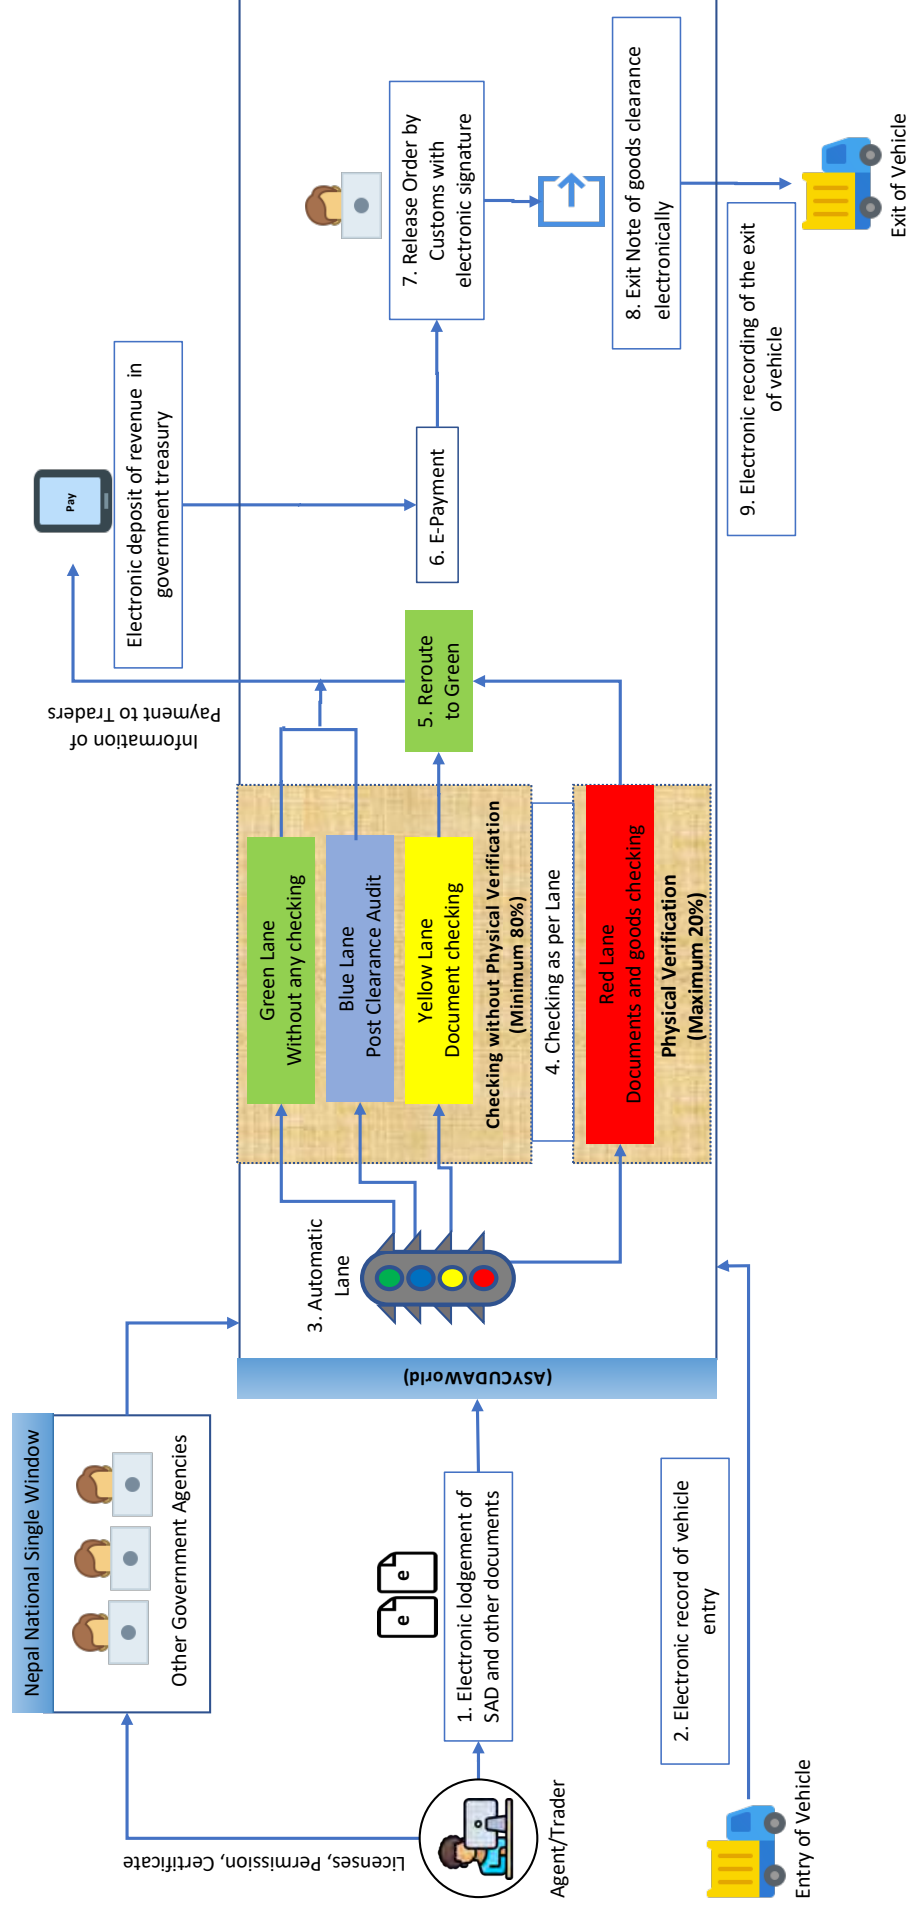 Nepal National Single Window
Other Government Agencies
Licenses, Permission, Certificate
Agent/Trader
e
e
1. Electronic lodgement of
SAD and other documents
2. Electronic record of vehicle
entry
Entry of Vehicle
(ASYCUDAWorld)
3. Automatic
Lane
Green Lane
Without any checking
Blue Lane
Post Clearance Audit
Yellow Lane
Document checking
Checking without Physical Verification
(Minimum 80%)
4. Checking as per Lane
Red Lane
Documents and goods checking
Physical Verification
(Maximum 20%)
5. Reroute
to Green
Information of
Payment to Traders
Pay
Electronic deposit of revenue in
government treasury
6. E-Payment
7. Release Order by
Customs with
electronic signature
8. Exit Note of goods clearance
electronically
9. Electronic recording of the exit
of vehicle
Exit of Vehicle